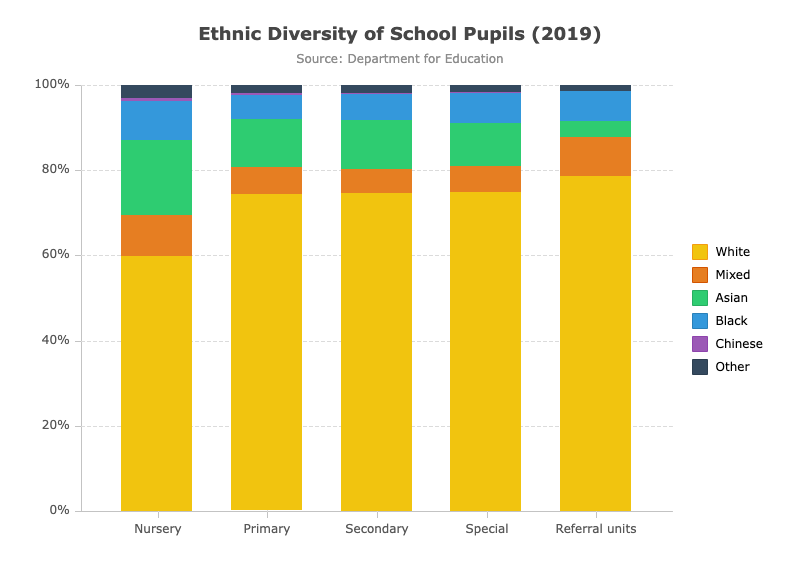 Ethnic Diversity of School Pupils (2019)
Source: Department for Education
100%
80%
60%
40%
20%
0%
Nursery
Primary
Secondary
Special
Referral units
White
Mixed
Asian
Black
Chinese
Other